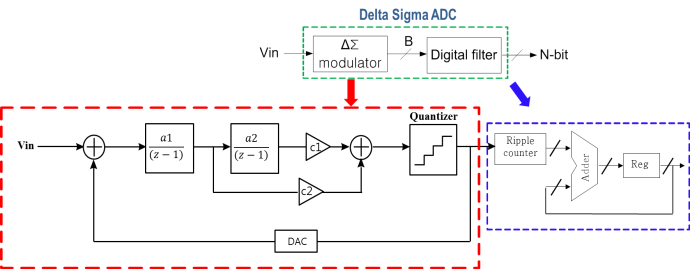 Delta Sigma ADC
Vin
ΔΣ
modulator
B
Digital filter
N-bit
Quantizer
Vin
a1
(z − 1)
a2
(z − 1)
c1
c2
DAC
Ripple
counter
Adder
Reg